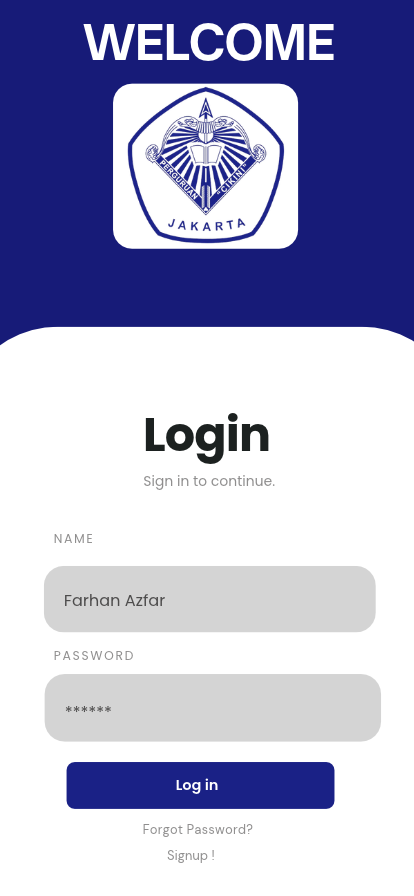 WELCOME
PERGURUAN "CIKINI"
JAKARTA
Login
Sign in to continue.
NAME
Farhan Azfar
PASSWORD
******
Log in
Forgot Password?
Signup !